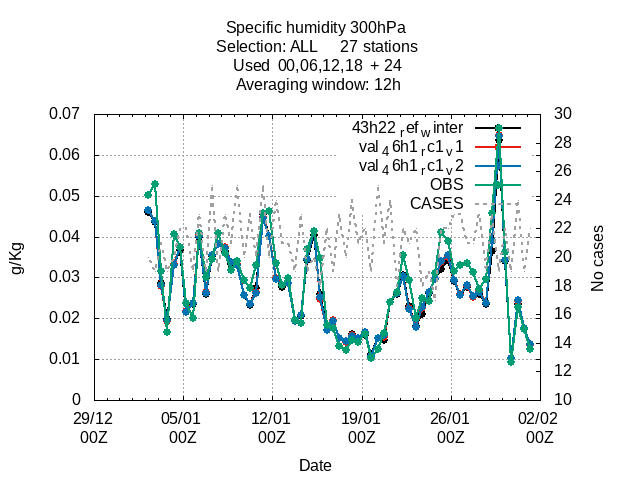 Specific humidity 300hPa
Selection: ALL 27 stations
Used 00,06,12,18 + 24
Averaging window: 12h
0.07 30
43h22_ref_winter
28
val_46h1_rc1_v1
0.06
val_46h1_rc1_v2
26
OBS
0.05 24
CASES
22
0.04
20
No cases
g/Kg
0.03 18
16
0.02
14
0.01
12
0 10
29/12 05/01 12/01 19/01 26/01 02/02
00Z 00Z 00Z 00Z 00Z 00Z
Date